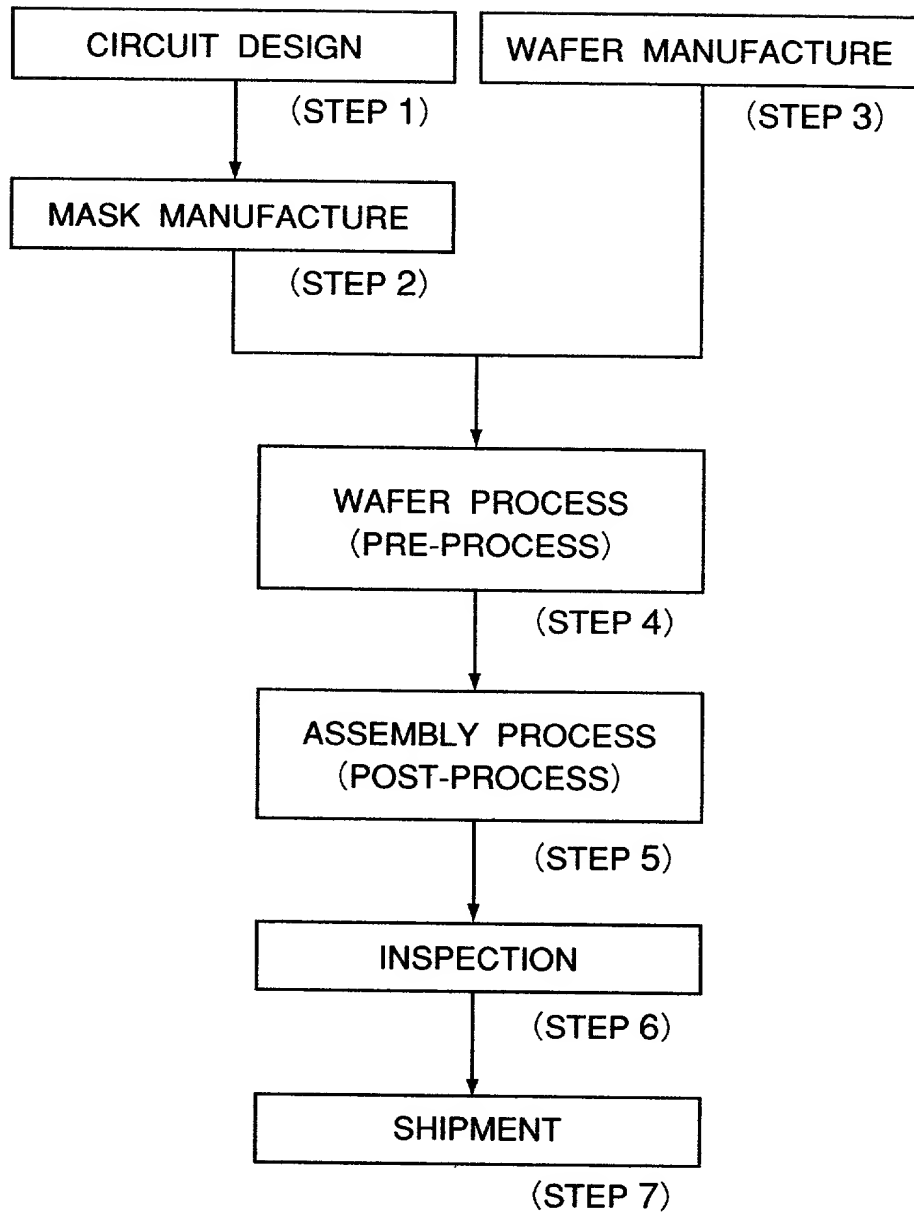 CIRCUIT DESIGN
(STEP 1)
WAFER MANUFACTURE
(STEP 3)
MASK MANUFACTURE
(STEP 2)
WAFER PROCESS
(PRE-PROCESS)
(STEP 4)
ASSEMBLY PROCESS
(POST-PROCESS)
(STEP 5)
INSPECTION
(STEP 6)
SHIPMENT
(STEP 7)